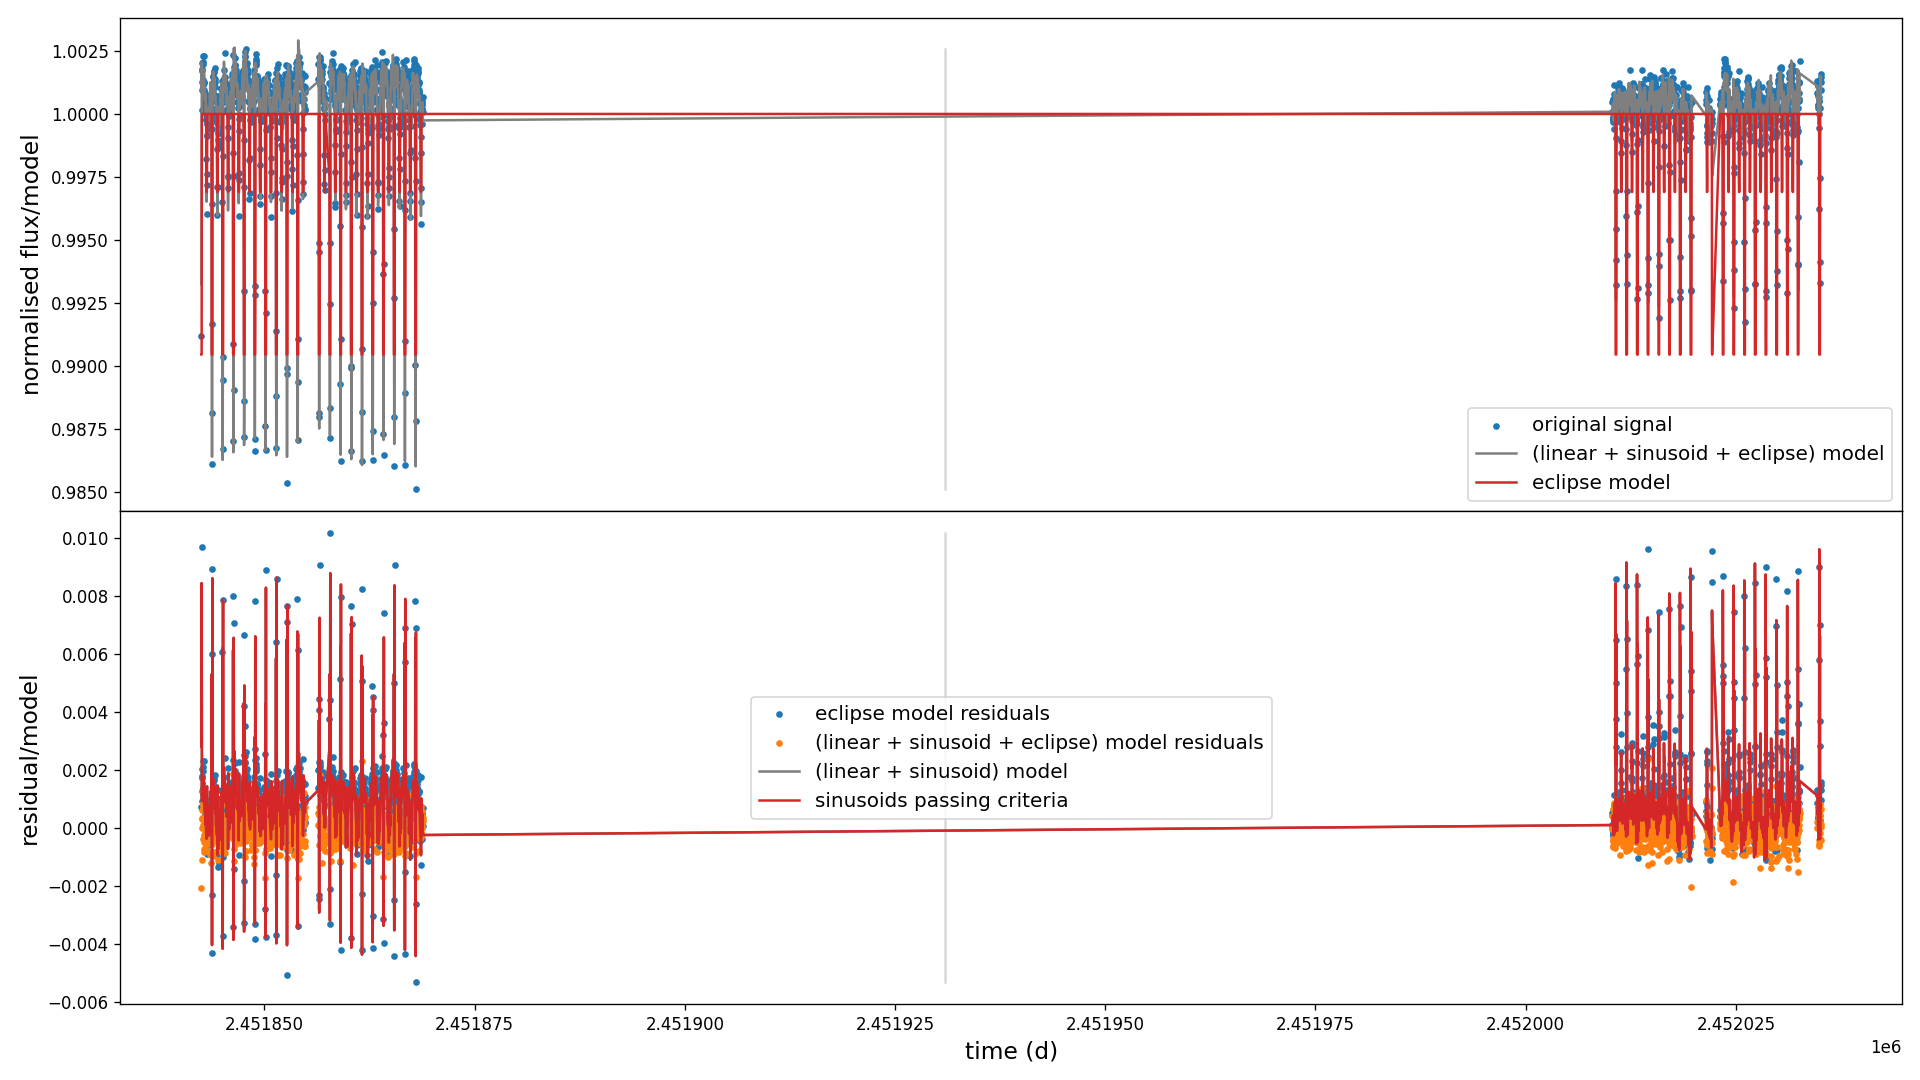 normalised flux/model
1.0025
1.0000
0.9975
0.9950
0.9925
0.9900
0.9875
0.9850
original signal
(linear + sinusoid + eclipse) model
eclipse model
residual/model
0.010
0.008
0.006
0.004
0.002
0.000
−0.002
−0.004
−0.006
eclipse model residuals
(linear + sinusoid + eclipse) model residuals
(linear + sinusoid) model
sinusoids passing criteria
2.451850 2.451875 2.451900 2.451925 2.451950 2.451975 2.452000 2.452025
1e6
time (d)